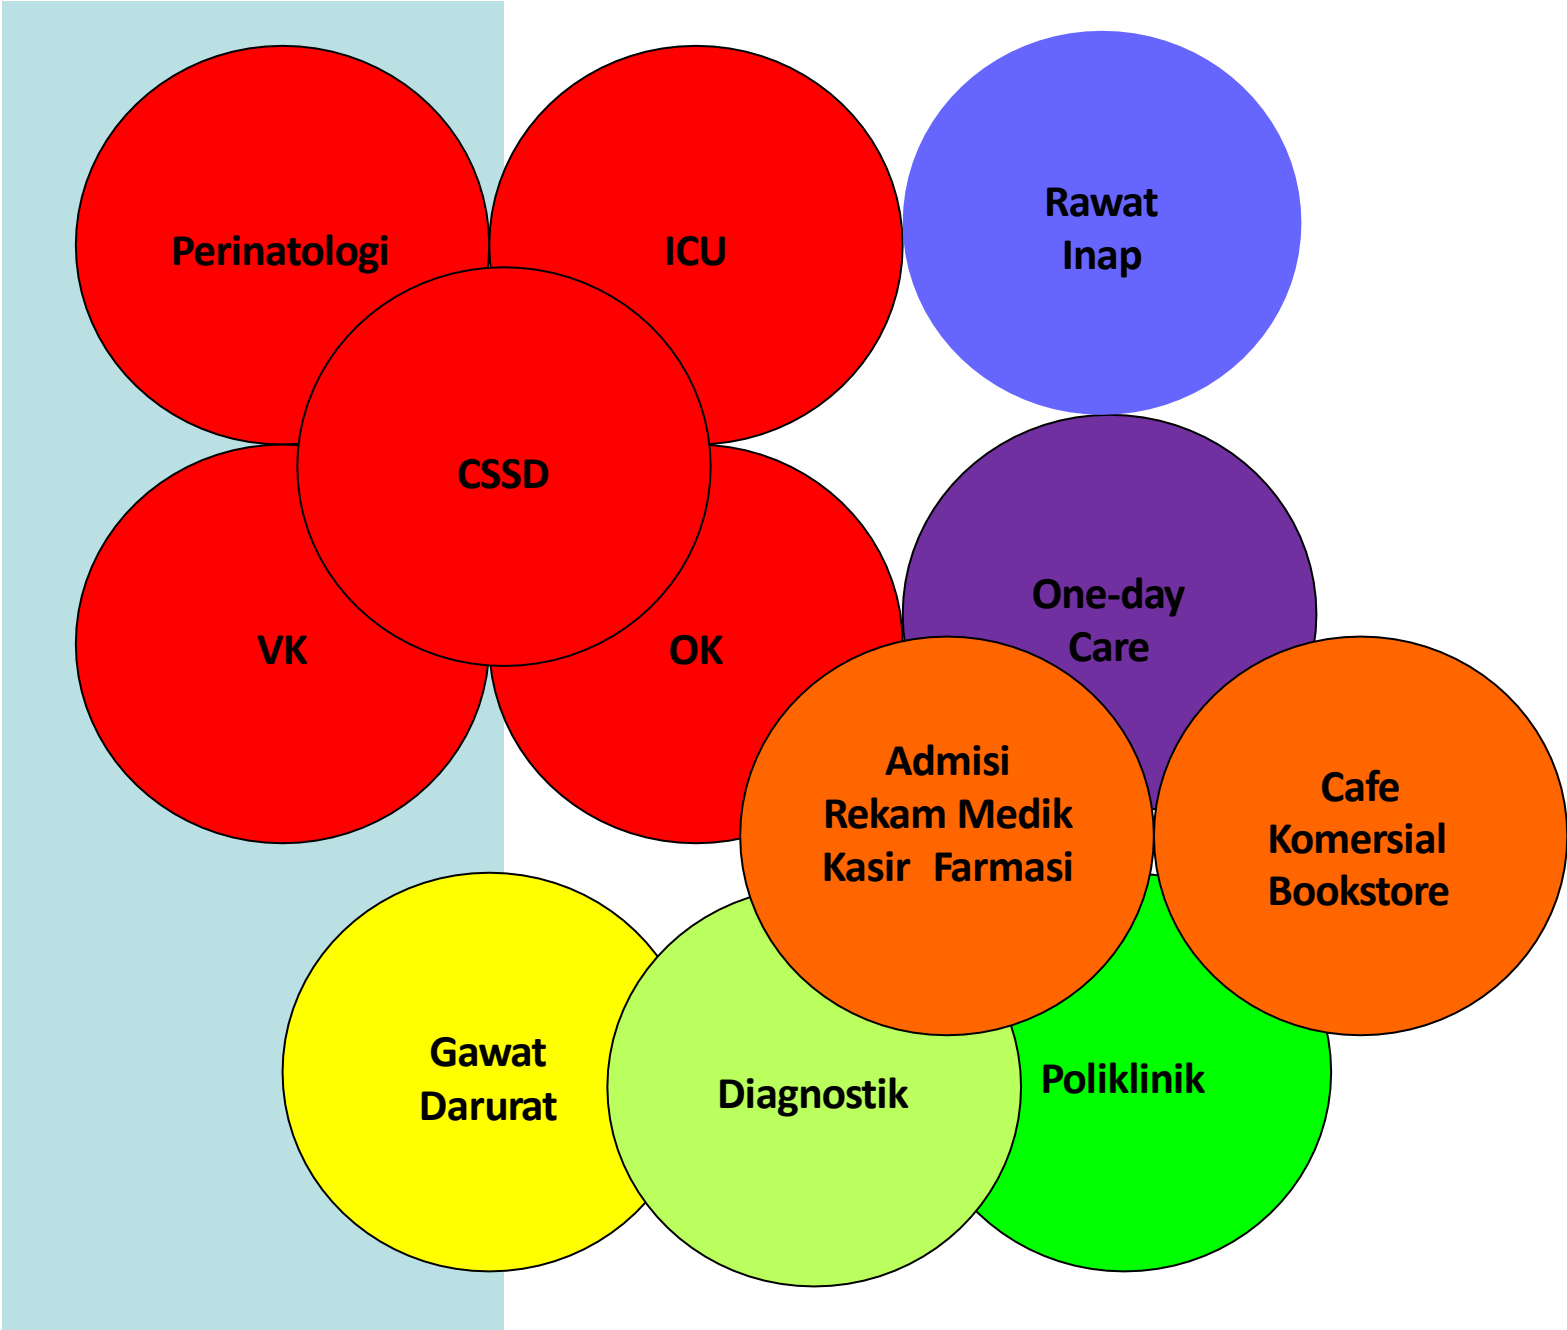 Perinatologi
ICU
Rawat
Inap
CSSD
VK
OK
One-day
Care
Admisi
Rekam Medik
Kasir  Farmasi
Cafe
Komersial
Bookstore
Gawat
Darurat
Diagnostik
Poliklinik